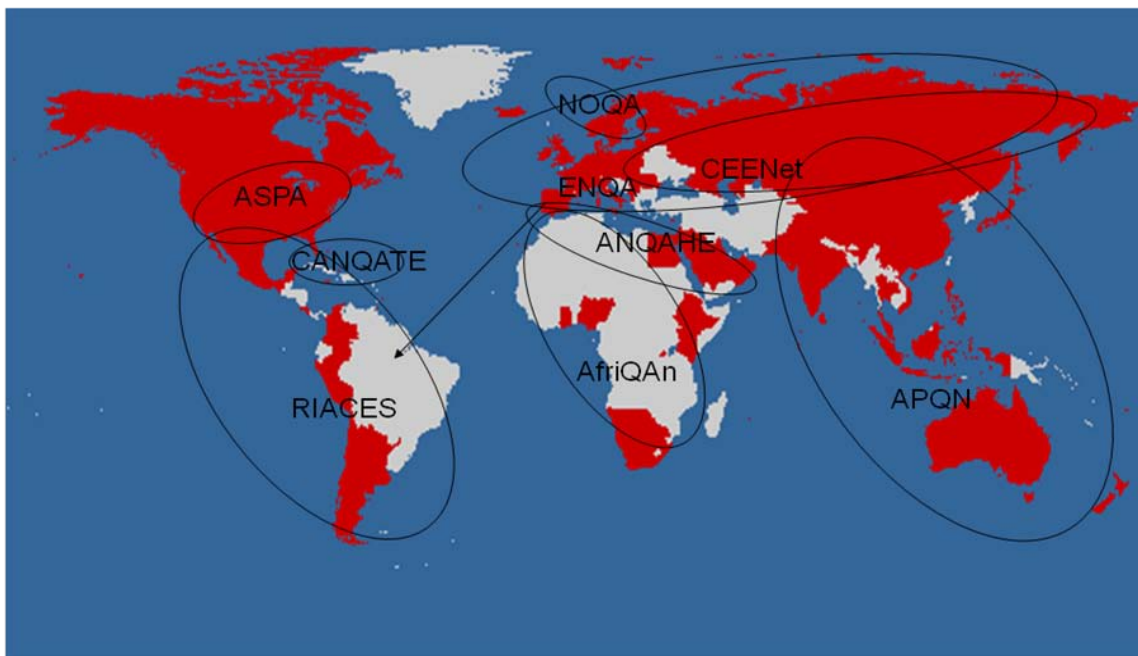 NOQA
CEENet
ENQA
ASPA
ANQAHE
CANQATE
AfriQAn
RIACES
APQN